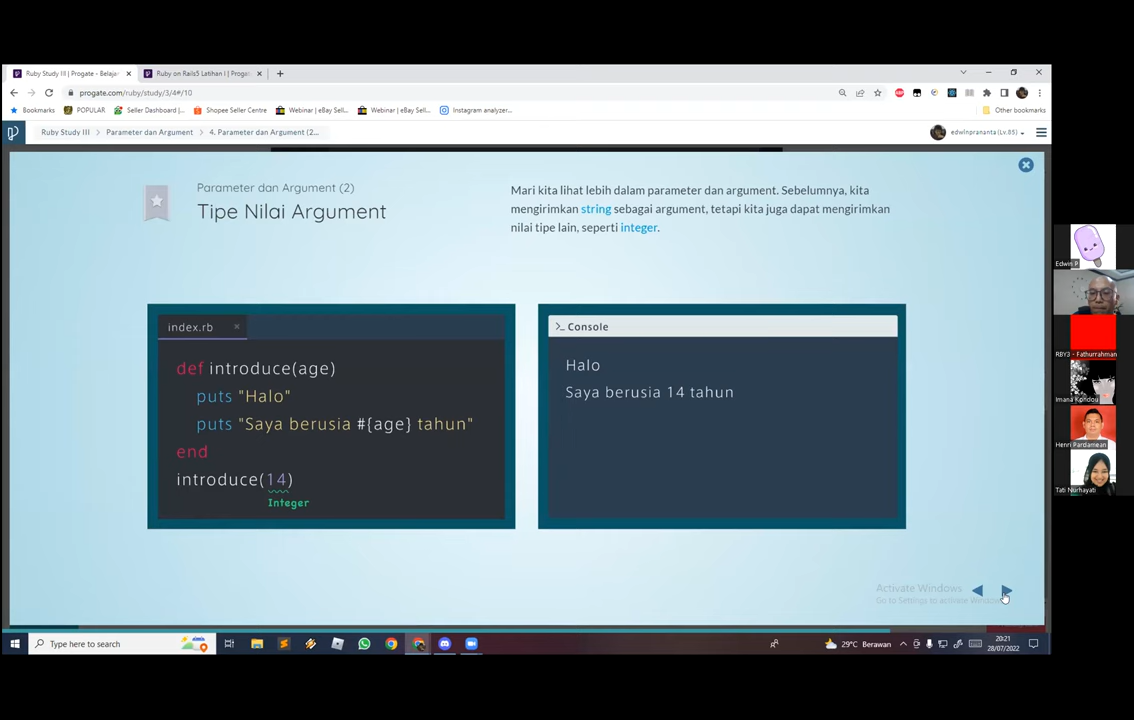 Ruby Study III | Progate - Belaja
Ruby on Rails5 Latihan I | Progat
progate.com/ruby/study/3/4#/10
Bookmarks
POPULAR
Seller Dashboard |...
Shopee Seller Centre
Webinar | eBay Sell...
Webinar | eBay Sell...
Instagram analyzer...
Other bookmarks
Ruby Study III
Parameter dan Argument
4. Parameter dan Argument (2...
edwinprananta (Lv.85)
Parameter dan Argument (2)
Tipe Nilai Argument
Mari kita lihat lebih dalam parameter dan argument. Sebelumnya, kita
mengirimkan string sebagai argument, tetapi kita juga dapat mengirimkan
nilai tipe lain, seperti integer.
index.rb
def introduce(age)
puts "Halo"
puts "Saya berusia #{age} tahun"
end
introduce(14)
Integer
>_ Console
Halo
Saya berusia 14 tahun
Edwin P
RBY3 - Fathurrahman
Imana Kondou
Henri Pardamean
Tati Nurhayati
Activate Windows
Go to Settings to activate Windows.
Type here to search
29°C Berawan
20:21
28/07/2022